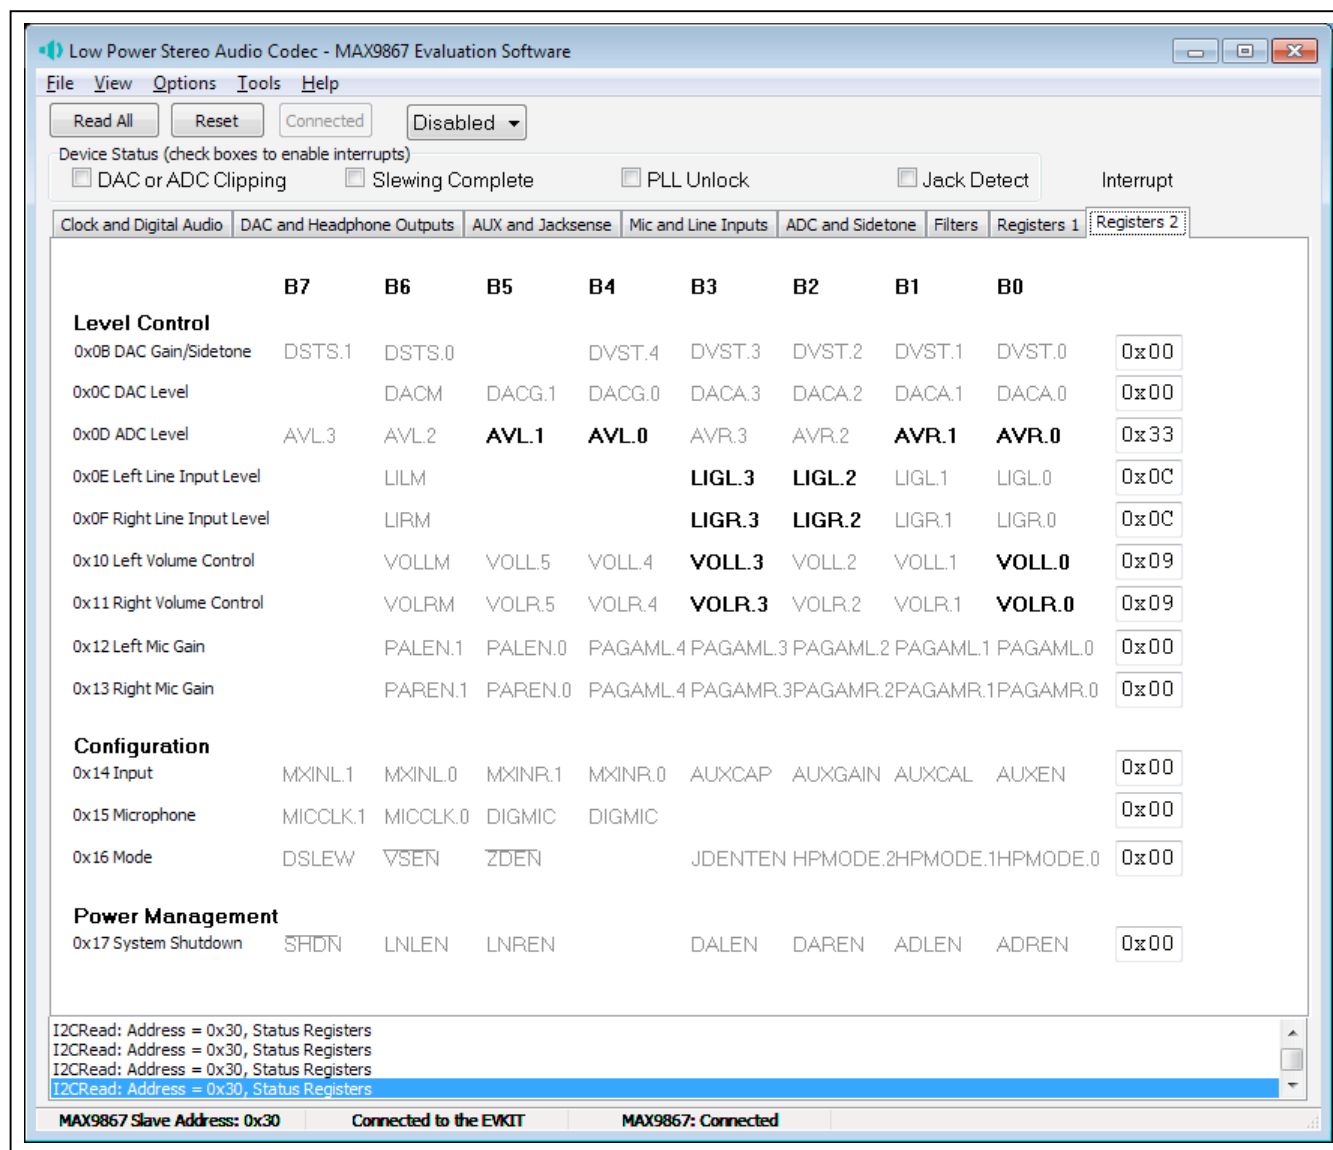 Low Power Stereo Audio Codec - MAX9867 Evaluation Software
File View Options Tools Help
Read All Reset Connected Disabled
Device Status (check boxes to enable interrupts)
DAC or ADC Clipping Slewing Complete PLL Unlock Jack Detect Interrupt
Clock and Digital Audio DAC and Headphone Outputs AUX and Jacksense Mic and Line Inputs ADC and Sidetone Filters Registers 1 Registers 2
B7 B6 B5 B4 B3 B2 B1 B0
Level Control
0x0B DAC Gain/Sidetone DSTS.1 DSTS.0 DVST.4 DVST.3 DVST.2 DVST.1 DVST.0 0x00
0x0C DAC Level DACM DACG.1 DACG.0 DACA.3 DACA.2 DACA.1 DACA.0 0x00
0x0D ADC Level AVL.3 AVL.2 AVL.1 AVL.0 AVR.3 AVR.2 AVR.1 AVR.0 0x33
0x0E Left Line Input Level LILM LIGL.3 LIGL.2 LIGL.1 LIGL.0 0x0C
0x0F Right Line Input Level LIRM LIGR.3 LIGR.2 LIGR.1 LIGR.0 0x0C
0x10 Left Volume Control VOLLM VOLL.5 VOLL.4 VOLL.3 VOLL.2 VOLL.1 VOLL.0 0x09
0x11 Right Volume Control VOLRM VOLR.5 VOLR.4 VOLR.3 VOLR.2 VOLR.1 VOLR.0 0x09
0x12 Left Mic Gain PALEN.1 PALEN.0 PAGAML.4 PAGAML.3 PAGAML.2 PAGAML.1 PAGAML.0 0x00
0x13 Right Mic Gain PAREN.1 PAREN.0 PAGAML.4 PAGAMR.3 PAGAMR.2 PAGAMR.1 PAGAMR.0 0x00
Configuration
0x14 Input MXINL.1 MXINL.0 MXINR.1 MXINR.0 AUXCAP AUXGAIN AUXCAL AUXEN 0x00
0x15 Microphone MICCLK.1 MICCLK.0 DIGMIC DIGMIC 0x00
0x16 Mode DSLEW VSEN ZDEN JDENTEN HPMODE.2 HPMODE.1 HPMODE.0 0x00
Power Management
0x17 System Shutdown SHDN LNLEN LNREN DALEN DAREN ADLEN ADREN 0x00
I2CRead: Address = 0x30, Status Registers
I2CRead: Address = 0x30, Status Registers
I2CRead: Address = 0x30, Status Registers
I2CRead: Address = 0x30, Status Registers
MAX9867 Slave Address: 0x30 Connected to the EVKIT MAX9867: Connected